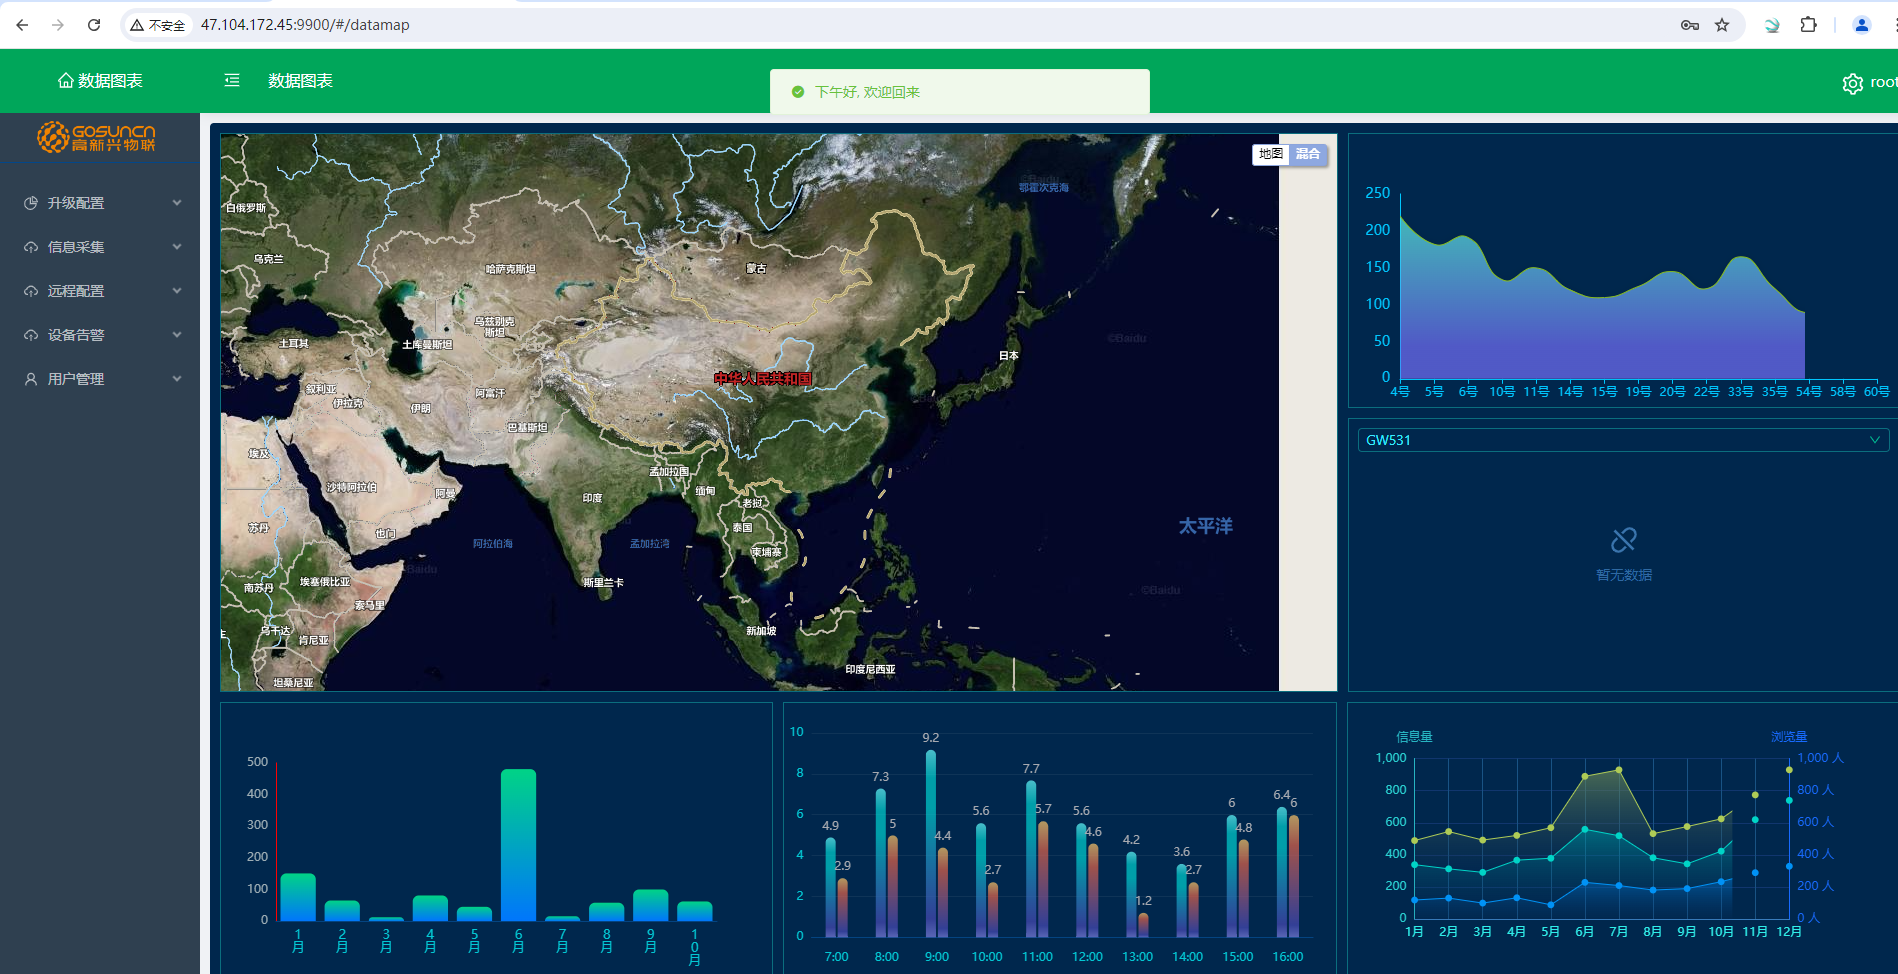 不安全 47.104.172.45:9900/#/datamap
数据图表 数据图表
下午好, 欢迎回来
root
GOSUNCN
高新兴物联
升级配置
信息采集
远程配置
设备告警
用户管理
地图 混合
©Baidu
鄂霍次克海
白俄罗斯
乌克兰
哈萨克斯坦
蒙古
乌兹别克
斯坦
土库曼斯坦
土耳其
©Baidu
日本
中华人民共和国
叙利亚
伊拉克
伊朗
阿富汗
巴基斯坦
埃及
沙特阿拉伯
阿曼
孟加拉国
印度
缅甸
老挝
苏丹
也门
阿拉伯海
孟加拉湾
泰国
太平洋
柬埔寨
Baidu
埃塞俄比亚
斯里兰卡
南苏丹
©Baidu
索马里
乌干达
肯尼亚
新加坡
印度尼西亚
坦桑尼亚
250
200
150
100
50
0
4号 5号 6号 10号 11号 14号 15号 19号 20号 22号 33号 35号 54号 58号 60号
GW531
暂无数据
500
400
300
200
100
0
1月 2月 3月 4月 5月 6月 7月 8月 9月 10月
10
8
6
4
2
0
4.9 2.9 7.3 5 9.2 4.4 5.6 2.7 7.7 5.7 5.6 4.6 4.2 1.2 3.6 2.7 6 4.8 6.4 6
7:00 8:00 9:00 10:00 11:00 12:00 13:00 14:00 15:00 16:00
信息量 浏览量
1,000 1,000 人
800 800 人
600 600 人
400 400 人
200 200 人
0 0 人
1月 2月 3月 4月 5月 6月 7月 8月 9月 10月 11月 12月